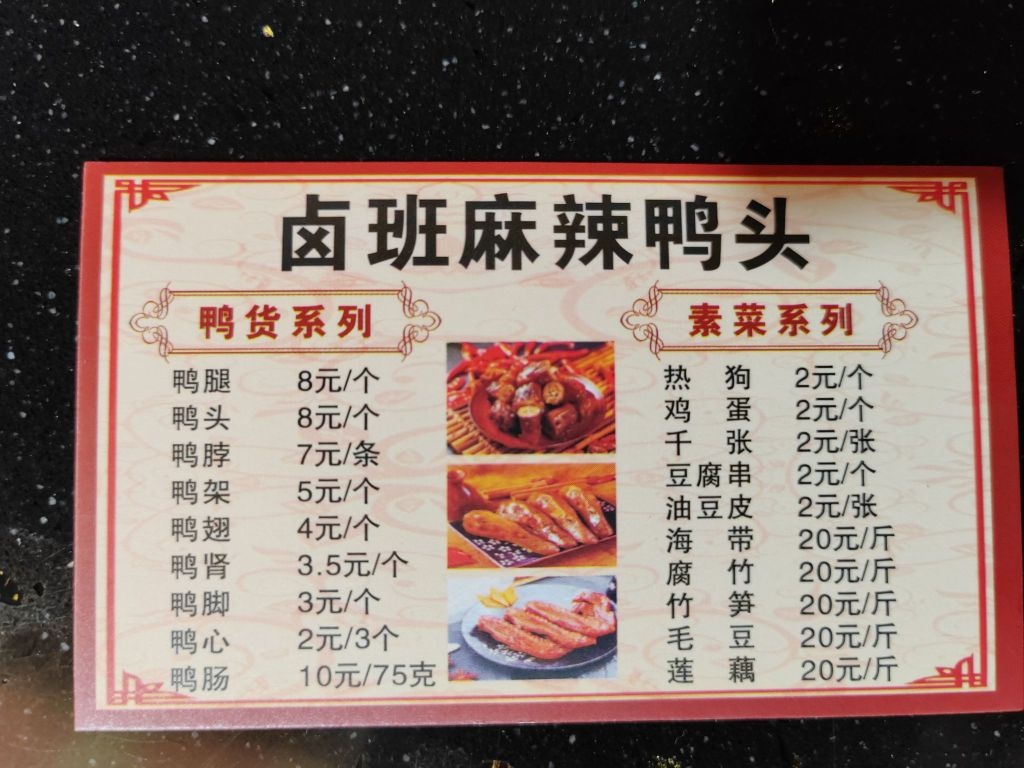 卤班麻辣鸭头
鸭货系列
鸭腿 8元/个
鸭头 8元/个
鸭脖 7元/条
鸭架 5元/个
鸭翅 4元/个
鸭肾 3.5元/个
鸭脚 3元/个
鸭心 2元/3个
鸭肠 10元/75克
素菜系列
热狗 2元/个
鸡蛋 2元/个
千张 2元/张
豆腐串 2元/个
油豆皮 2元/张
海带 20元/斤
腐竹 20元/斤
竹笋 20元/斤
毛豆 20元/斤
莲藕 20元/斤